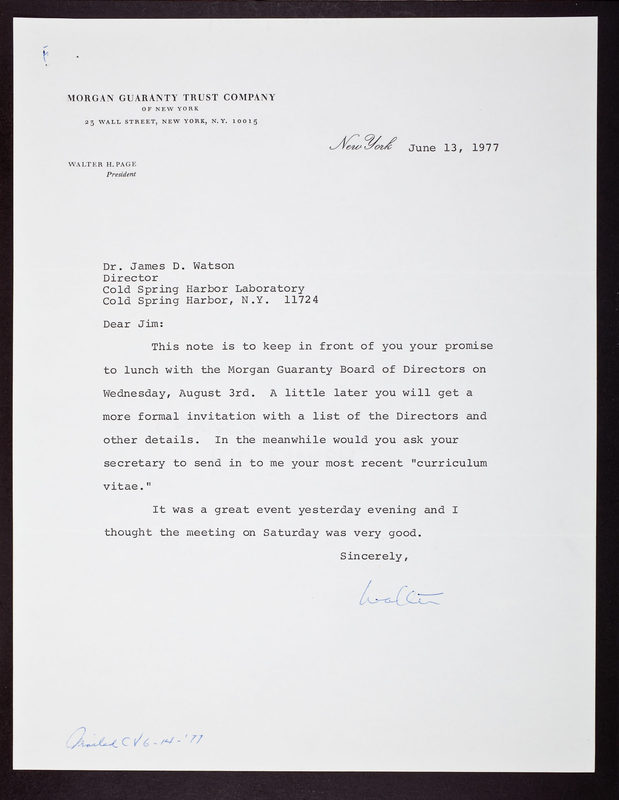 MORGAN GUARANTY TRUST COMPANY
OF NEW YORK
23 WALL STREET, NEW YORK, N.Y. 10015
New York June 13, 1977
WALTER H. PAGE
President
Dr. James D. Watson
Director
Cold Spring Harbor Laboratory
Cold Spring Harbor, N.Y.  11724
Dear Jim:
This note is to keep in front of you your promise
to lunch with the Morgan Guaranty Board of Directors on
Wednesday, August 3rd.  A little later you will get a
more formal invitation with a list of the Directors and
other details.  In the meanwhile would you ask your
secretary to send in to me your most recent "curriculum
vitae."
It was a great event yesterday evening and I
thought the meeting on Saturday was very good.
Sincerely,
Walter
Mailed CV 6-14-'77